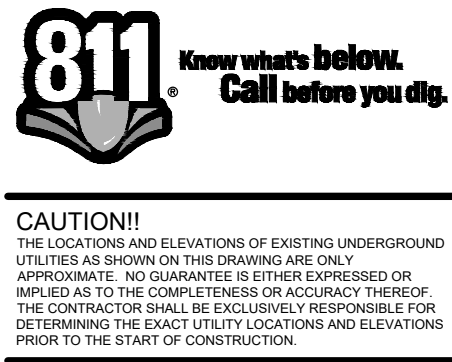 811
®
Know what's below.
Call before you dig.
CAUTION!!
THE LOCATIONS AND ELEVATIONS OF EXISTING UNDERGROUND
UTILITIES AS SHOWN ON THIS DRAWING ARE ONLY
APPROXIMATE. NO GUARANTEE IS EITHER EXPRESSED OR
IMPLIED AS TO THE COMPLETENESS OR ACCURACY THEREOF.
THE CONTRACTOR SHALL BE EXCLUSIVELY RESPONSIBLE FOR
DETERMINING THE EXACT UTILITY LOCATIONS AND ELEVATIONS
PRIOR TO THE START OF CONSTRUCTION.